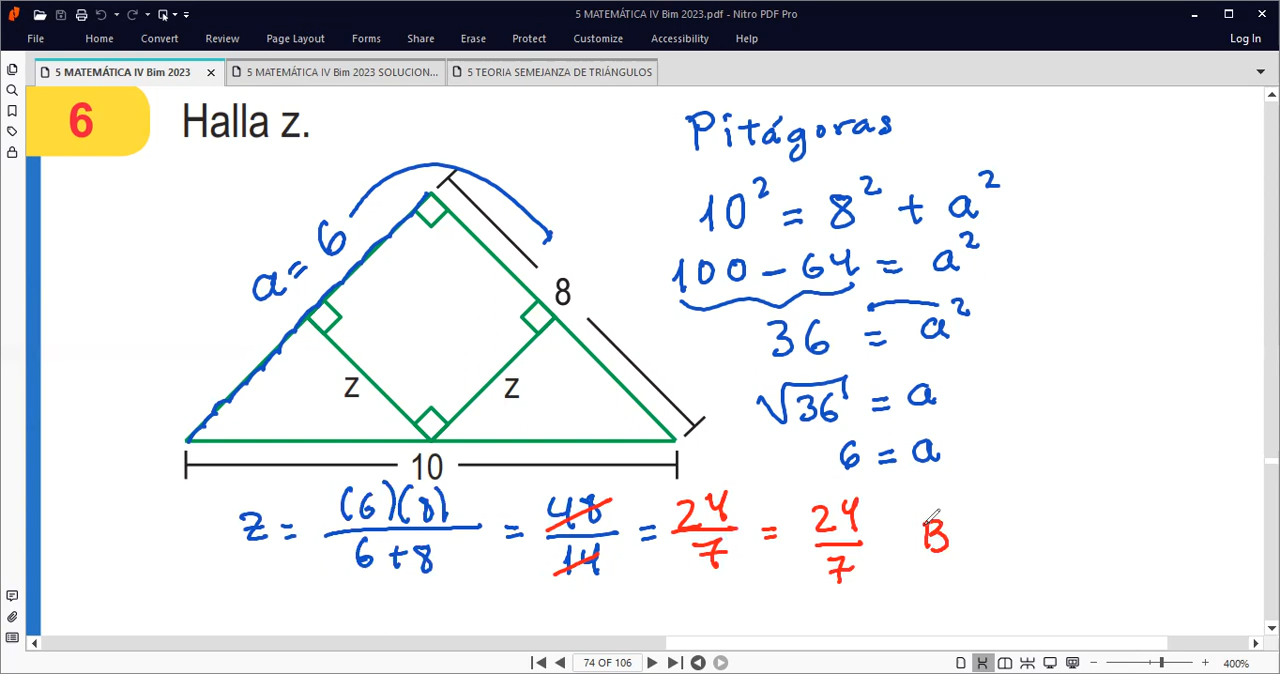 5 MATEMÁTICA IV Bim 2023.pdf - Nitro PDF Pro
File Home Convert Review Page Layout Forms Share Erase Protect Customize Accessibility Help Log In
5 MATEMÁTICA IV Bim 2023 × 5 MATEMÁTICA IV Bim 2023 SOLUCION... 5 TEORIA SEMEJANZA DE TRIÁNGULOS
6 Halla z.
Pitágoras
10² = 8² + a²
100 - 64 = a²
36 = a²
√36 = a
6 = a
a = 6
8
z z
10
z = (6)(8) / 6 + 8 = 48 / 14 = 24 / 7 = 24 / 7 B
74 OF 106 400%